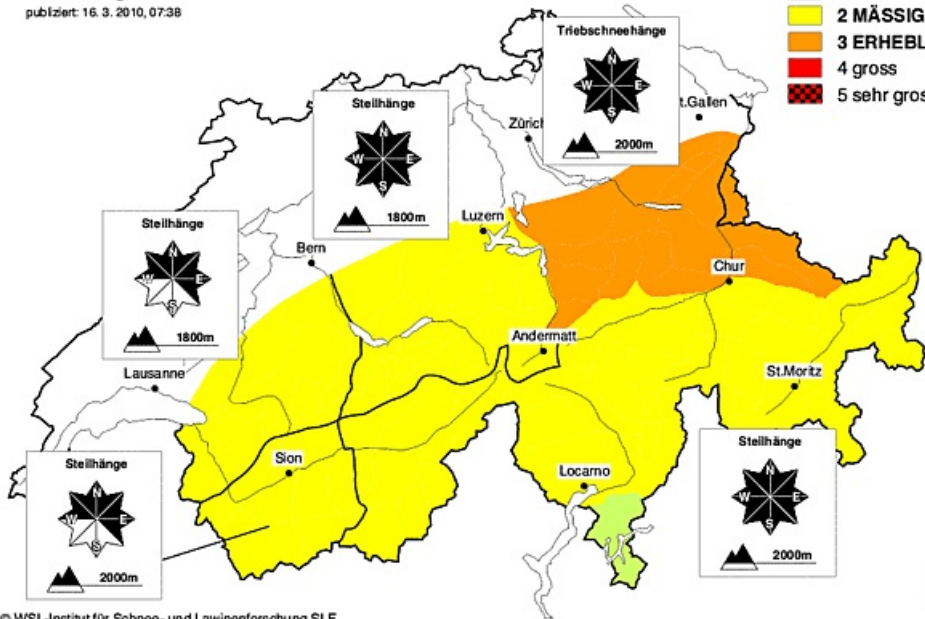 publiziert: 16. 3. 2010, 07:38
2 MÄSSIG
3 ERHEBL
4 gross
5 sehr gros
Triebschneehänge
N
W E
S
2000m
t.Gallen
Zürich
Steilhänge
N
W E
S
1800m
Luzern
Bern
Steilhänge
N
W E
S
1800m
Chur
Andermatt
Lausanne
St.Moritz
Steilhänge
N
W E
S
2000m
Sion
Locarno
Steilhänge
N
W E
S
2000m
© WSL-Institut für Schnee- und Lawinenforschung SLF